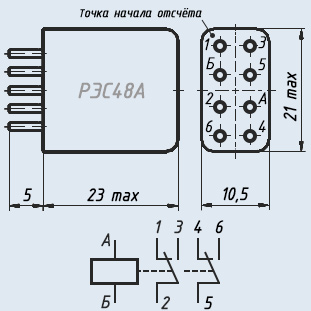 Точка начала отсчёта
1 3
Б 5
2 А
6 4
РЭС48А
21 max
5
23 max
10,5
А
1 3 4 6
Б
2
5